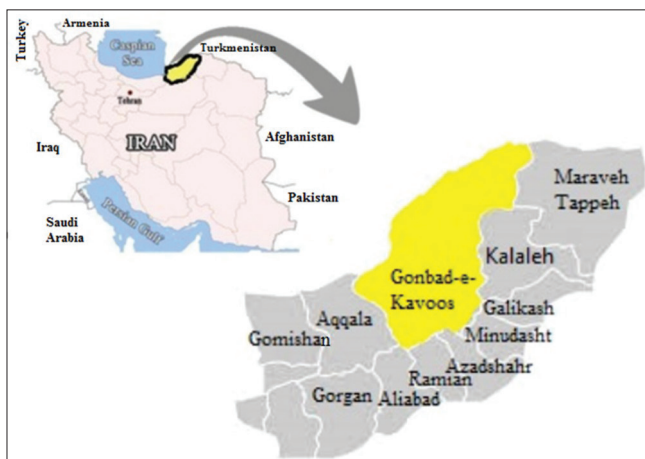 Turkey
Armenia
Caspian
Sea
Turkmenistan
Tehran
IRAN
Afghanistan
Iraq
Pakistan
Saudi
Arabia
Persian Gulf
Maraveh
Tappeh
Kalaleh
Gonbad-e-
Kavoos
Galikash
Aqqala
Gomishan
Minudasht
Azadshahr
Ramian
Gorgan
Aliabad